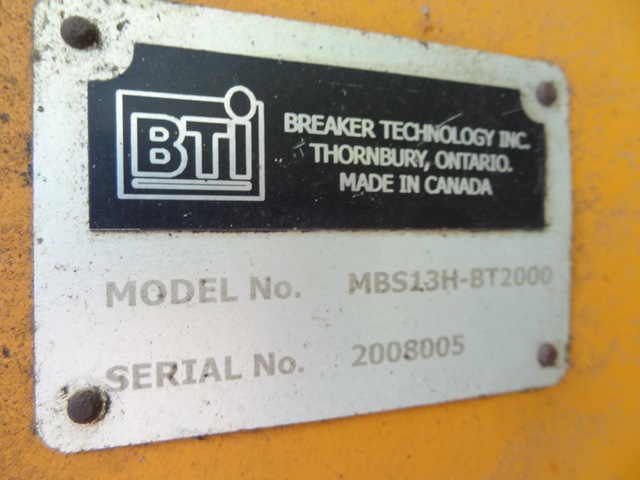 BTI
BREAKER TECHNOLOGY INC.
THORNBURY, ONTARIO.
MADE IN CANADA
MODEL No. MBS13H-BT2000
SERIAL No. 2008005